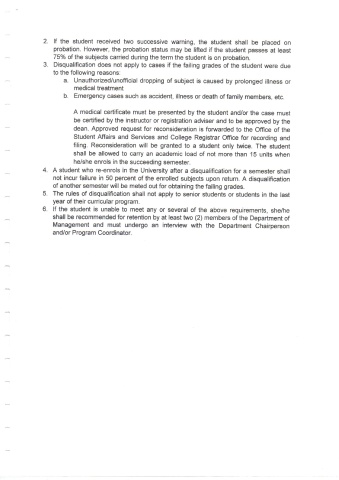 2. If the student received two successive warning, the student shall be placed on
probation. However, the probation status may be lifted if the student passes at least
75% of the subjects carried during the term the student is on probation.
3. Disqualification does not apply to cases if the failing grades of the student were due
to the following reasons:
a. Unauthorized/unofficial dropping of subject is caused by prolonged illness or
medical treatment
b. Emergency cases such as accident, illness or death of family members, etc.
A medical certificate must be presented by the student and/or the case must
be certified by the instructor or registration adviser and to be approved by the
dean. Approved request for reconsideration is forwarded to the Office of the
Student Affairs and Services and College Registrar Office for recording and
filing. Reconsideration will be granted to a student only twice. The student
shall be allowed to carry an academic load of not more than 15 units when
he/she enrols in the succeeding semester.
4. A student who re-enrols in the University after a disqualification for a semester shall
not incur failure in 50 percent of the enrolled subjects upon return. A disqualification
of another semester will be meted out for obtaining the failing grades.
5. The rules of disqualification shall not apply to senior students or students in the last
year of their curricular program.
6. If the student is unable to meet any or several of the above requirements, she/he
shall be recommended for retention by at least two (2) members of the Department of
Management and must undergo an interview with the Department Chairperson
and/or Program Coordinator.